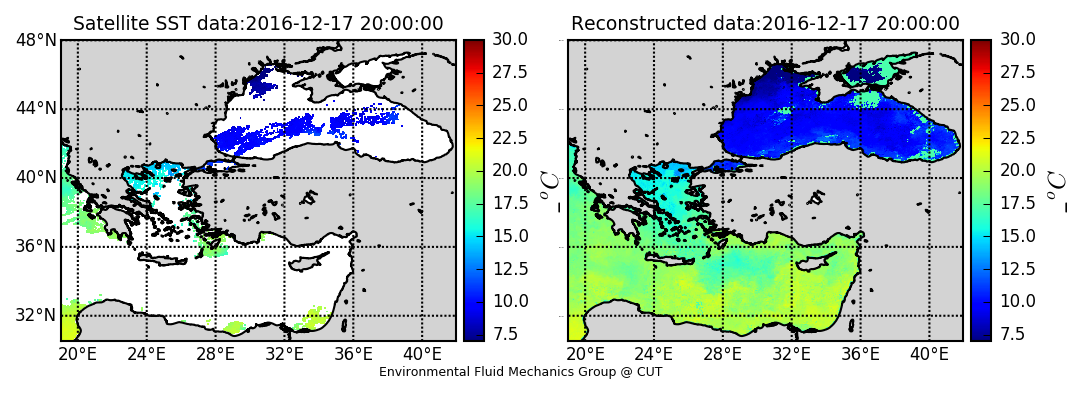 Satellite SST data:2016-12-17 20:00:00
48°N
44°N
40°N
36°N
32°N
20°E 24°E 28°E 32°E 36°E 40°E
30.0
27.5
25.0
22.5
20.0
17.5
15.0
12.5
10.0
7.5
°C
Reconstructed data:2016-12-17 20:00:00
20°E 24°E 28°E 32°E 36°E 40°E
30.0
27.5
25.0
22.5
20.0
17.5
15.0
12.5
10.0
7.5
°C
Environmental Fluid Mechanics Group @ CUT